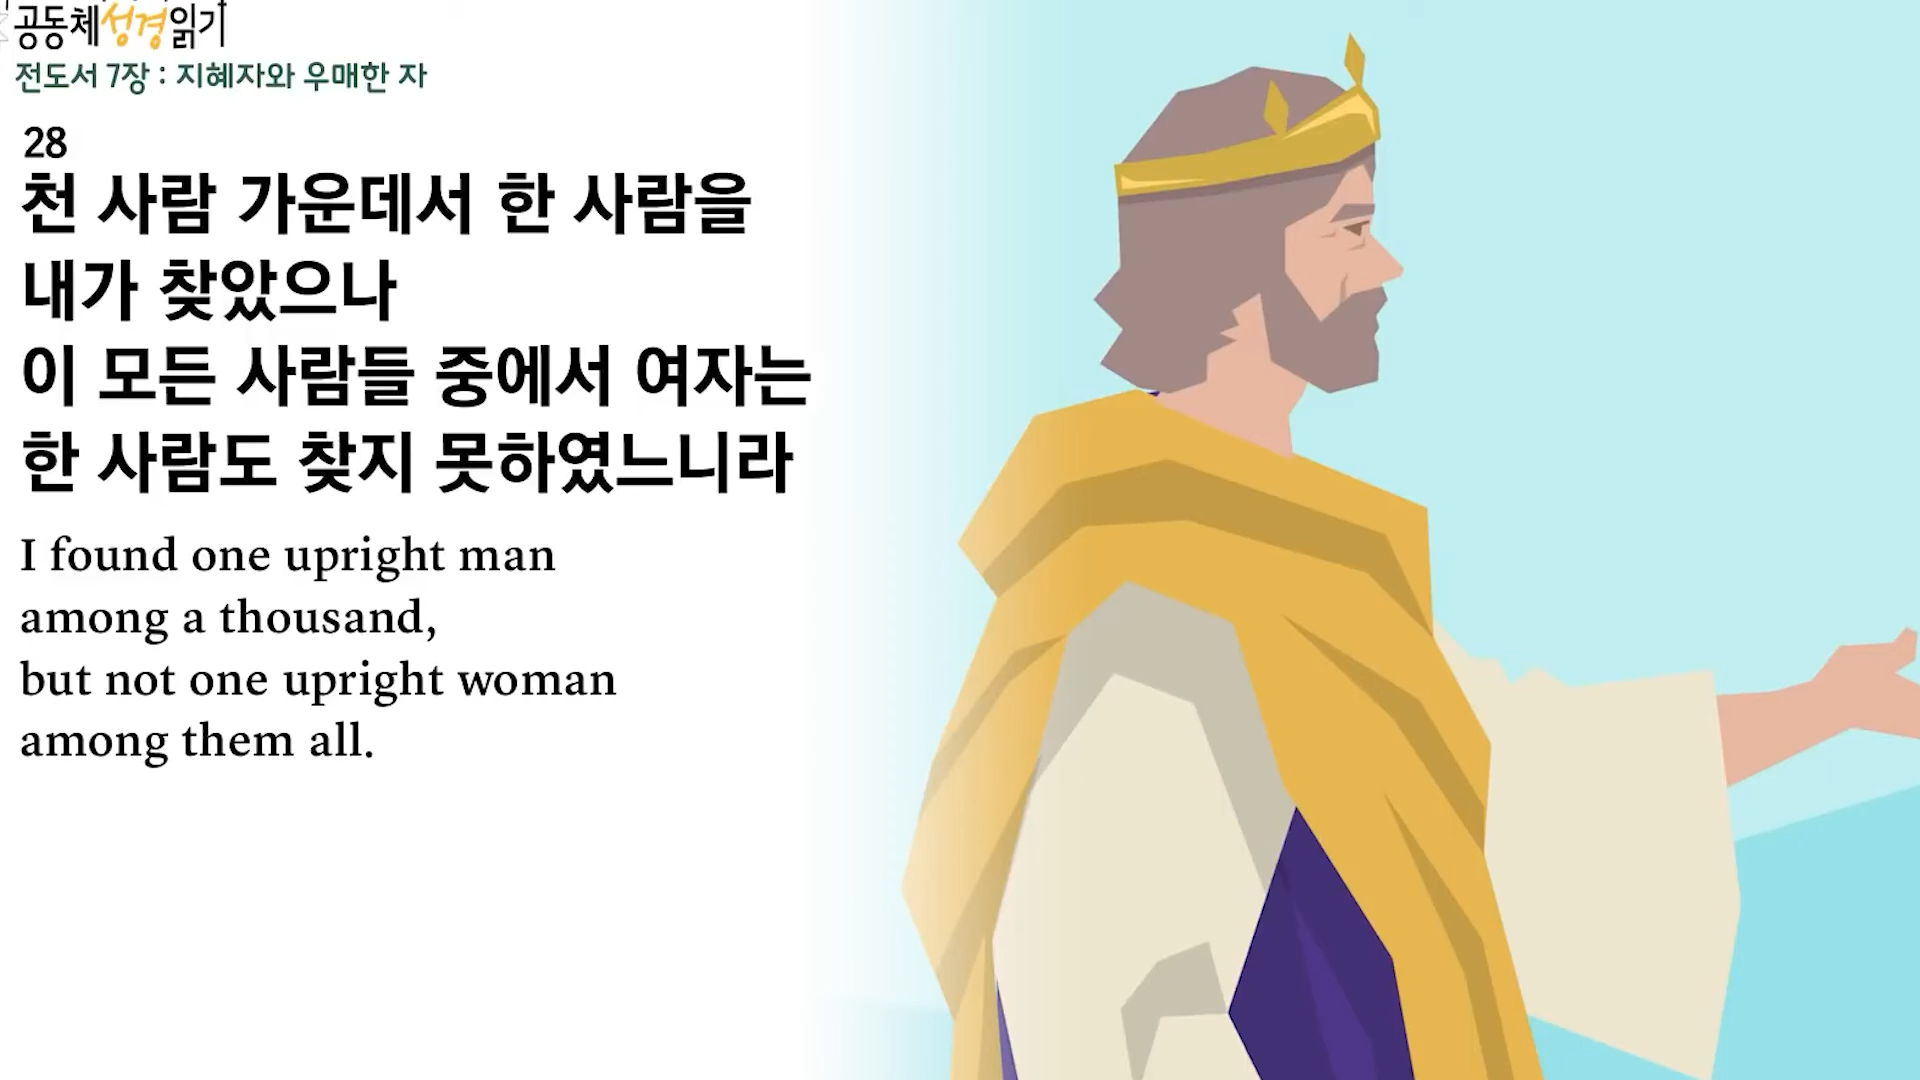 공동체성경읽기
전도서 7장 : 지혜자와 우매한 자
28
천 사람 가운데서 한 사람을
내가 찾았으나
이 모든 사람들 중에서 여자는
한 사람도 찾지 못하였느니라
I found one upright man
among a thousand,
but not one upright woman
among them all.